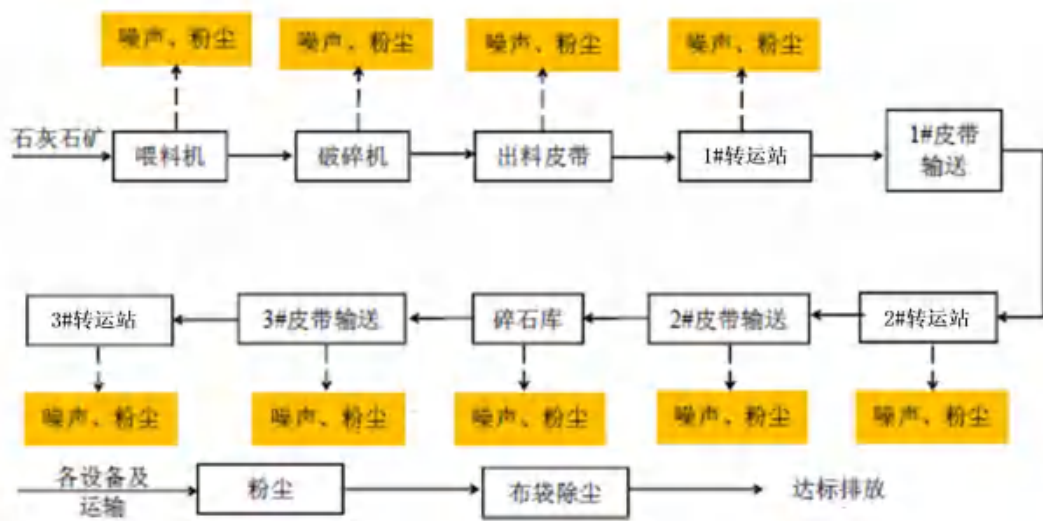 噪声、粉尘
噪声、粉尘
噪声、粉尘
噪声、粉尘
石灰石矿
喂料机
破碎机
出料皮带
1#转运站
1#皮带
输送
3#转运站
3#皮带输送
碎石库
2#皮带输送
2#转运站
噪声、粉尘
噪声、粉尘
噪声、粉尘
噪声、粉尘
噪声、粉尘
各设备及
运输
粉尘
布袋除尘
达标排放